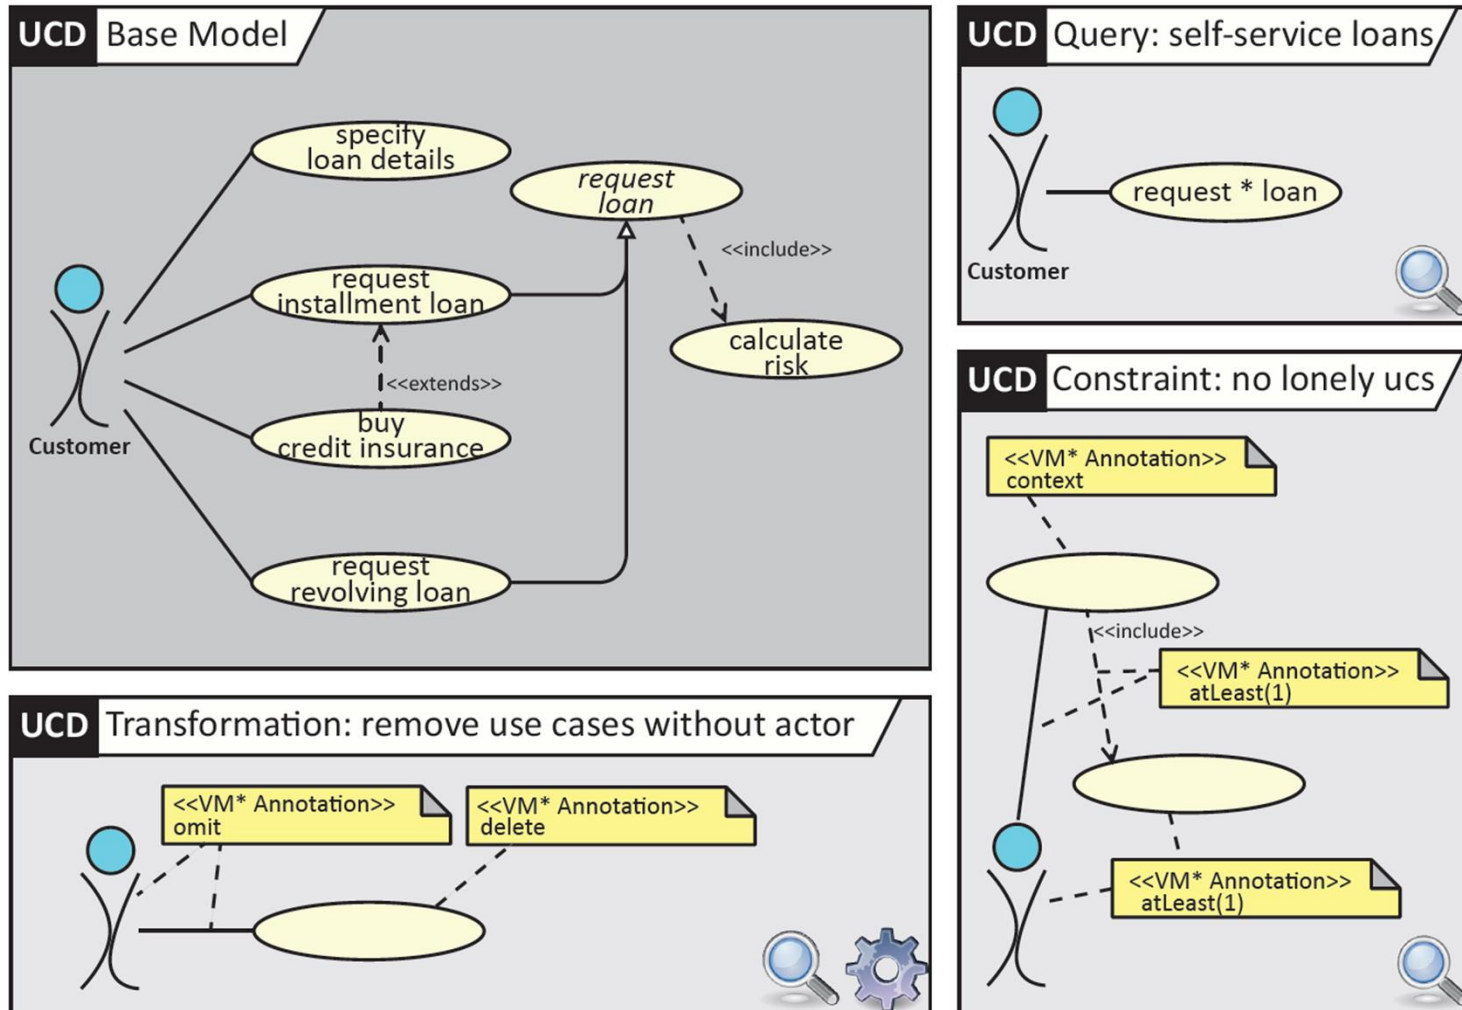 UCD Base Model
specify
loan details
request
loan
<<include>>
request
installment loan
calculate
risk
<<extends>>
buy
credit insurance
Customer
request
revolving loan
UCD Query: self-service loans
request * loan
Customer
UCD Constraint: no lonely ucs
<<VM* Annotation>>
context
<<include>>
<<VM* Annotation>>
atLeast(1)
<<VM* Annotation>>
atLeast(1)
UCD Transformation: remove use cases without actor
<<VM* Annotation>>
omit
<<VM* Annotation>>
delete